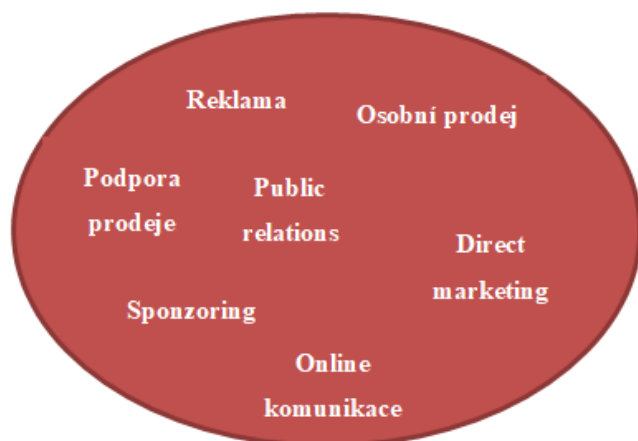 Reklama
Osobní prodej
Podpora
prodeje
Public
relations
Direct
marketing
Sponzoring
Online
komunikace